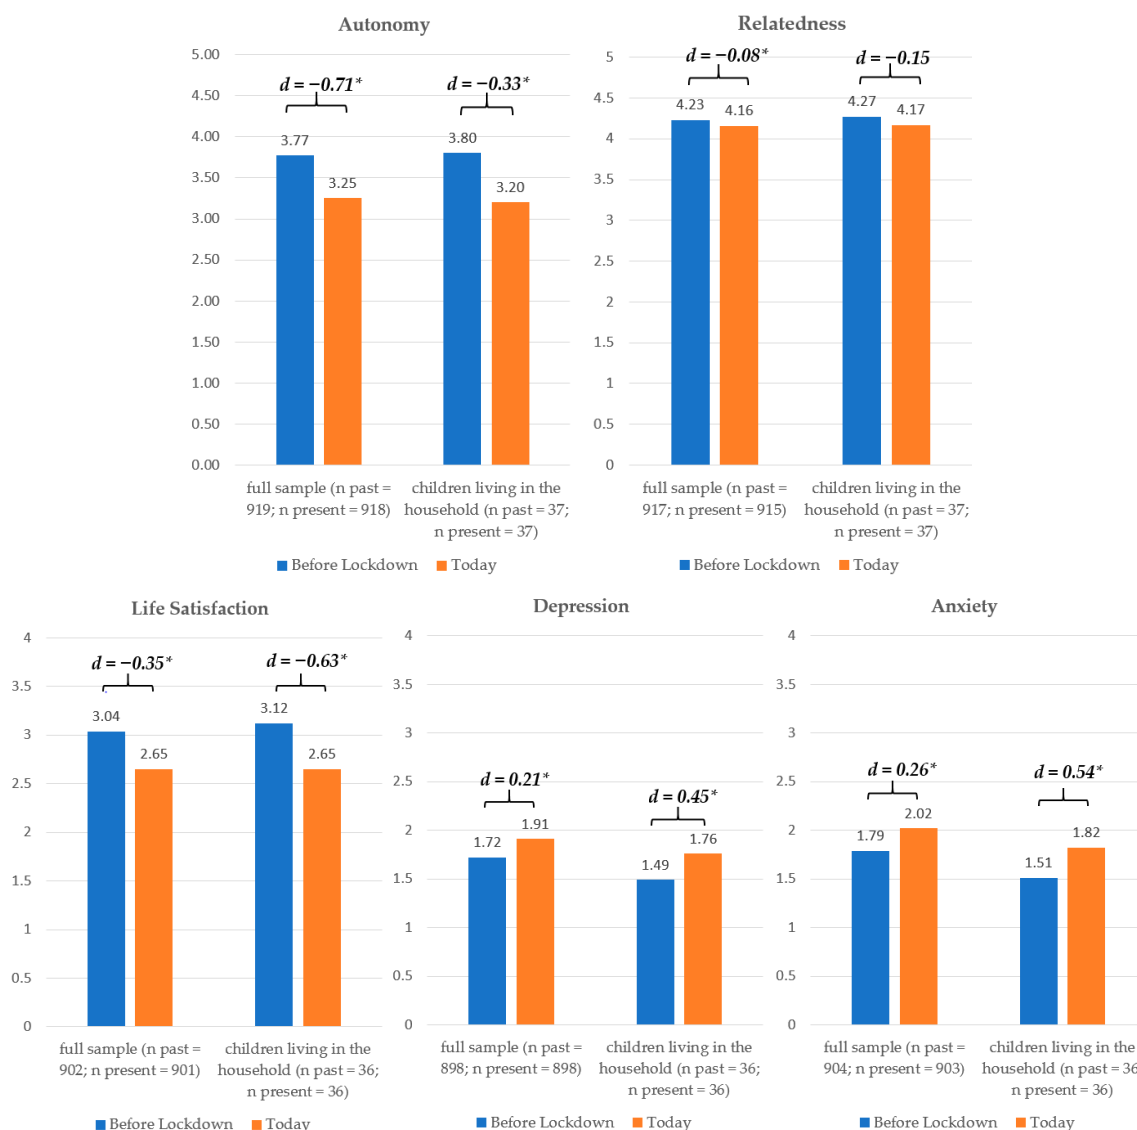 Autonomy
5.00
4.50
4.00
3.50
3.00
2.50
2.00
1.50
1.00
0.50
0.00
d = −0.71*
d = −0.33*
3.77
3.25
3.80
3.20
full sample (n past =
919; n present = 918)
children living in the
household (n past = 37;
n present = 37)
Before Lockdown
Today
Relatedness
5
4.5
4
3.5
3
2.5
2
1.5
1
0.5
0
d = −0.08*
d = −0.15
4.23
4.16
4.27
4.17
full sample (n past =
917; n present = 915)
children living in the
household (n past = 37;
n present = 37)
Before Lockdown
Today
Life Satisfaction
4
3.5
3
2.5
2
1.5
1
0.5
0
d = −0.35*
d = −0.63*
3.04
2.65
3.12
2.65
full sample (n past =
902; n present = 901)
children living in the
household (n past = 36;
n present = 36)
Before Lockdown
Today
Depression
4
3.5
3
2.5
2
1.5
1
0.5
0
d = 0.21*
d = 0.45*
1.72
1.91
1.49
1.76
full sample (n past =
898; n present = 898)
children living in the
household (n past = 36;
n present = 36)
Before Lockdown
Today
Anxiety
4
3.5
3
2.5
2
1.5
1
0.5
0
d = 0.26*
d = 0.54*
1.79
2.02
1.51
1.82
full sample (n past =
904; n present = 903)
children living in the
household (n past = 36
n present = 36)
Before Lockdown
Today